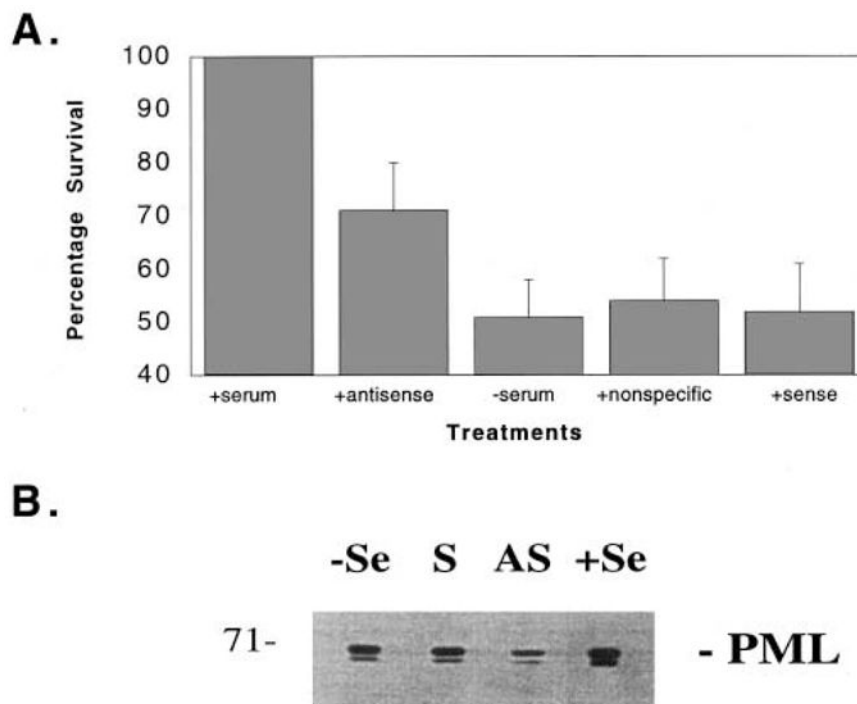 A.
Percentage Survival
100
90
80
70
60
50
40
+serum +antisense -serum +nonspecific +sense
Treatments
B.
-Se S AS +Se
71-
- PML